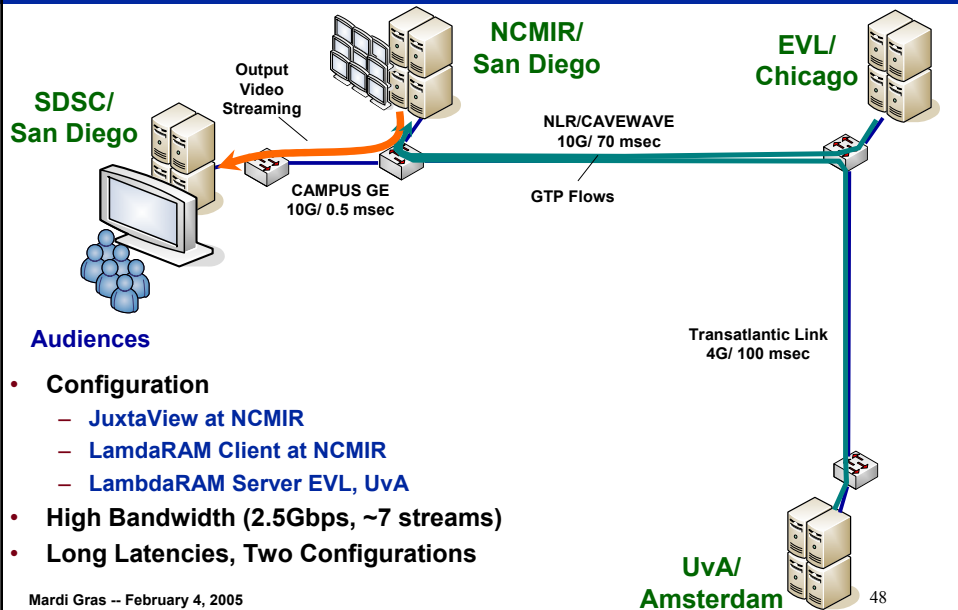 NCMIR/
San Diego
EVL/
Chicago
Output
Video
Streaming
SDSC/
San Diego
NLR/CAVEWAVE
10G/ 70 msec
CAMPUS GE
10G/ 0.5 msec
GTP Flows
Audiences
Transatlantic Link
4G/ 100 msec
• Configuration
– JuxtaView at NCMIR
– LamdaRAM Client at NCMIR
– LambdaRAM Server EVL, UvA
• High Bandwidth (2.5Gbps, ~7 streams)
• Long Latencies, Two Configurations
UvA/
Amsterdam
Mardi Gras -- February 4, 2005
48